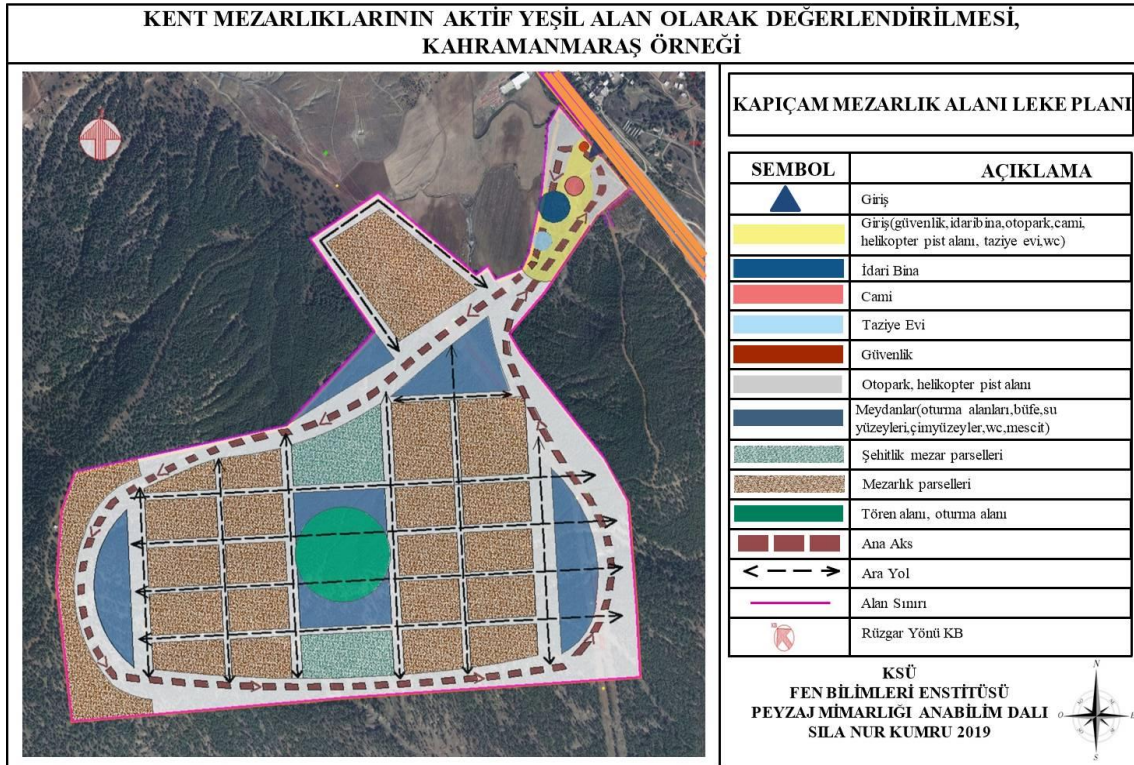 KENT MEZARLIKLARININ AKTİF YEŞİL ALAN OLARAK DEĞERLENDİRİLMESİ,
KAHRAMANMARAŞ ÖRNEĞİ
KAPIÇAM MEZARLIK ALANI LEKE PLANI
SEMBOL AÇIKLAMA
Giriş
Giriş(güvenlik,idaribina,otopark,cami,
helikopter pist alanı, taziye evi,wc)
İdari Bina
Cami
Taziye Evi
Güvenlik
Otopark, helikopter pist alanı
Meydanlar(oturma alanları,büfe,su
yüzeyleri,çimyüzeyler,wc,mescit)
Şehitlik mezar parselleri
Mezarlık parselleri
Tören alanı, oturma alanı
Ana Aks
Ara Yol
Alan Sınırı
Rüzgar Yönü KB
KSÜ
FEN BİLİMLERİ ENSTİTÜSÜ
PEYZAJ MİMARLIĞI ANABİLİM DALI
SILA NUR KUMRU 2019
N
O
S